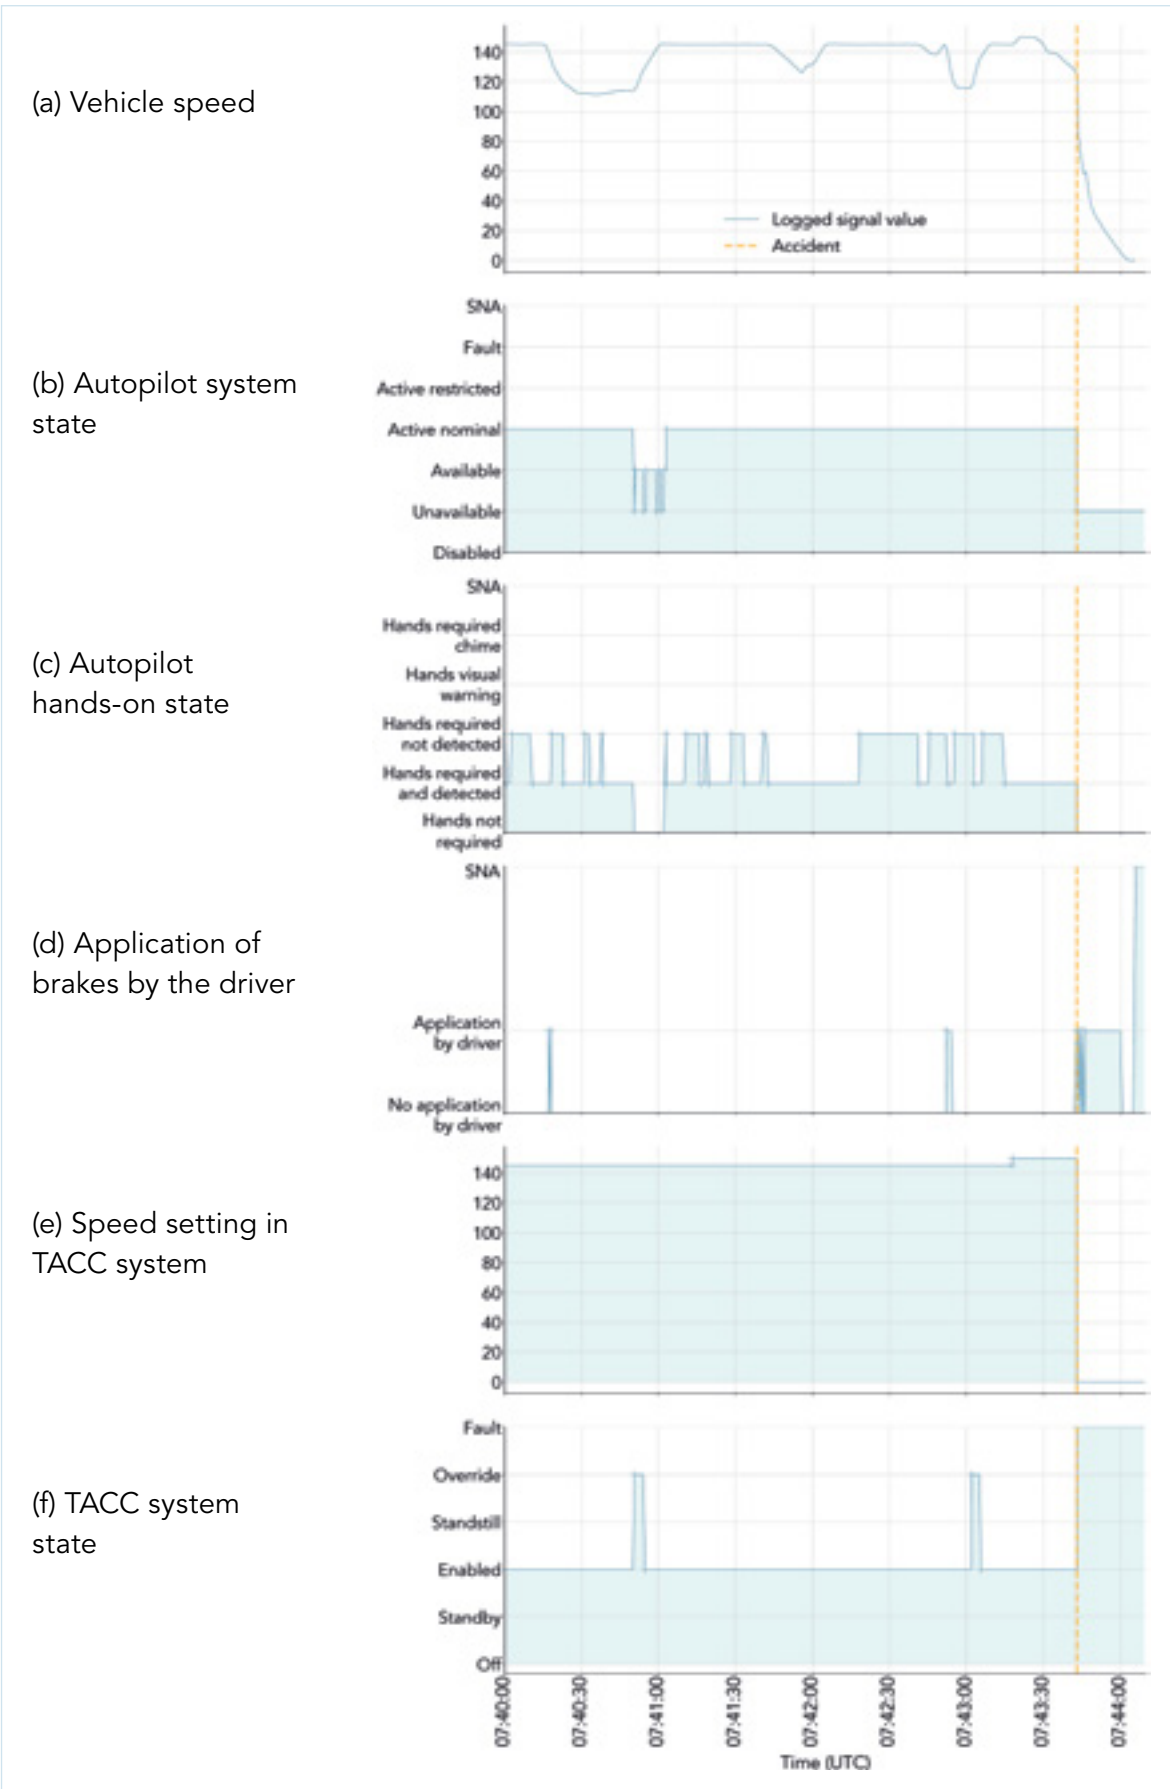 (a) Vehicle speed
140
120
100
80
60
40
20
0
Logged signal value
Accident
(b) Autopilot system
state
SNA
Fault
Active restricted
Active nominal
Available
Unavailable
Disabled
(c) Autopilot
hands-on state
SNA
Hands required
chime
Hands visual
warning
Hands required
not detected
Hands required
and detected
Hands not
required
(d) Application of
brakes by the driver
SNA
Application
by driver
No application
by driver
(e) Speed setting in
TACC system
140
120
100
80
60
40
20
0
(f) TACC system
state
Fault
Override
Standstill
Enabled
Standby
Off
07:40:00
07:40:30
07:41:00
07:41:30
07:42:00
07:42:30
07:43:00
07:43:30
07:44:00
Time (UTC)